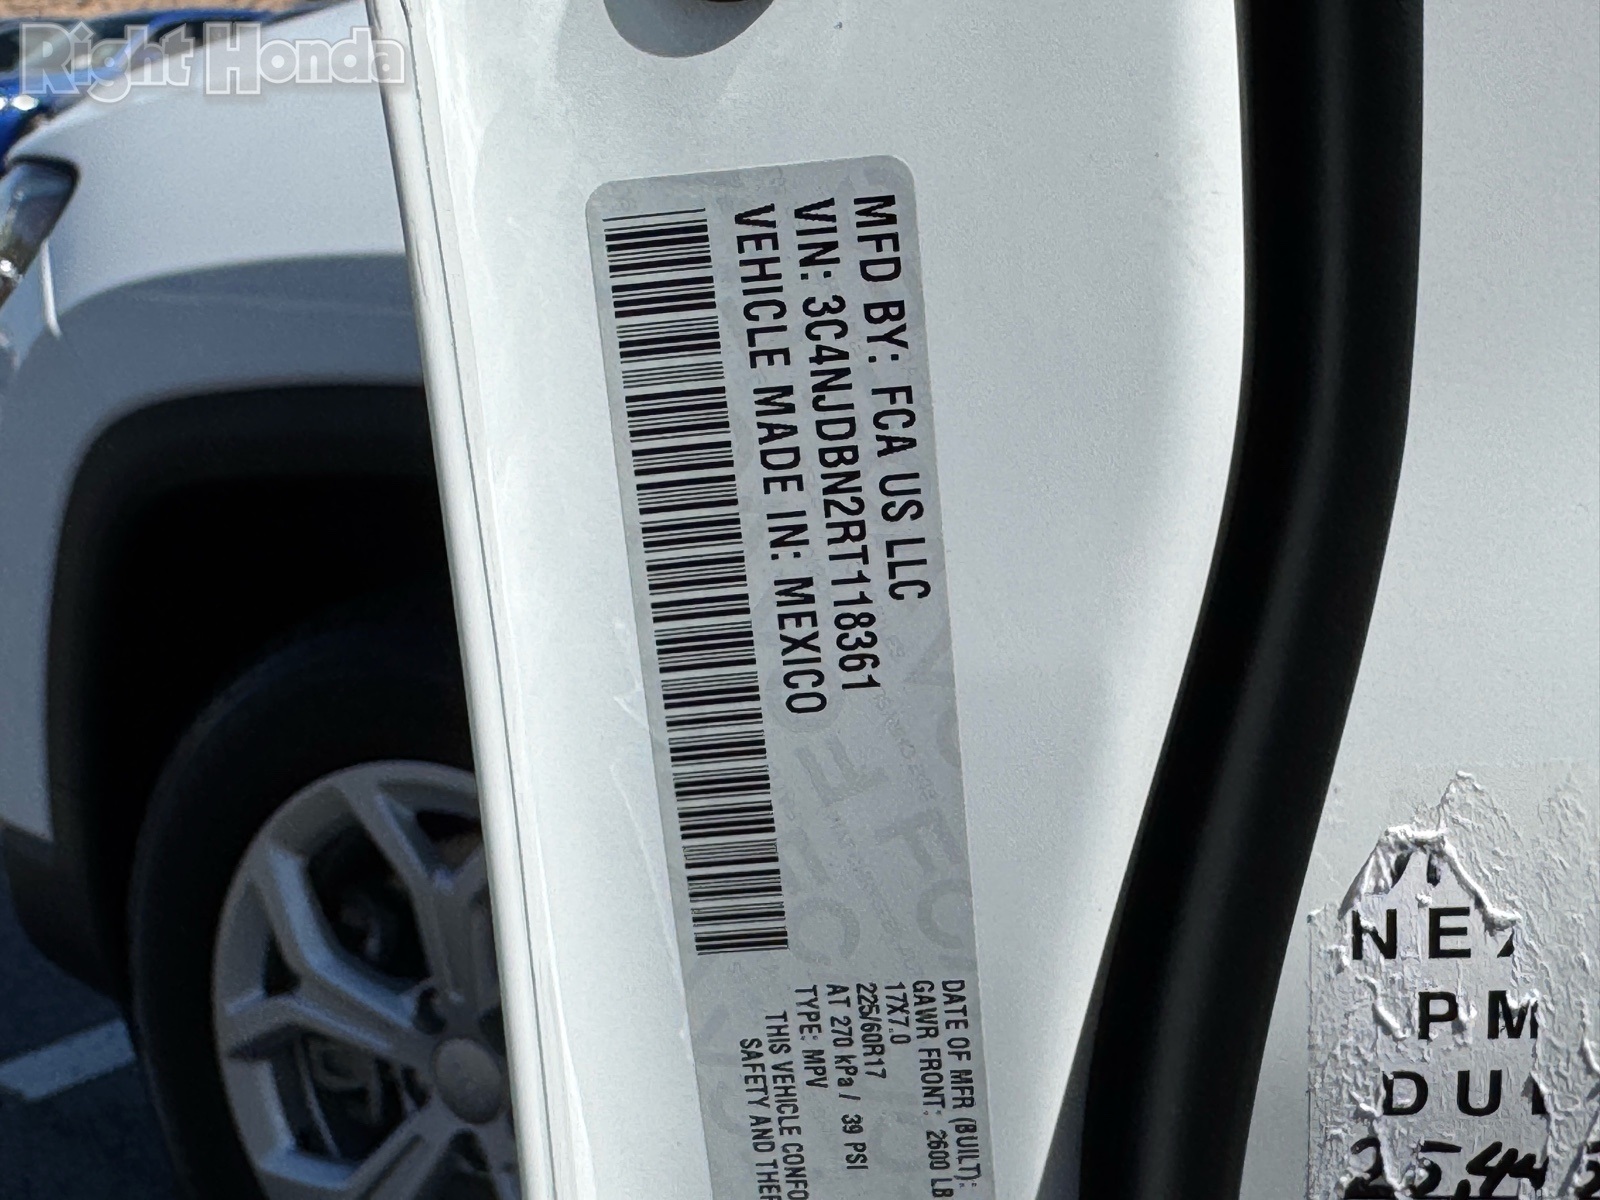 Right Honda
MFD BY: FCA US LLC
VIN: 3C4NJDBN2RT118361
VEHICLE MADE IN: MEXICO
DATE OF MFR (BUILT):
GAWR FRONT: 2600 LB
17X7.0
225/60R17
AT 270 kPa / 39 PSI
TYPE: MPV
THIS VEHICLE CONFO
SAFETY AND THEF
NEX
PM
DU